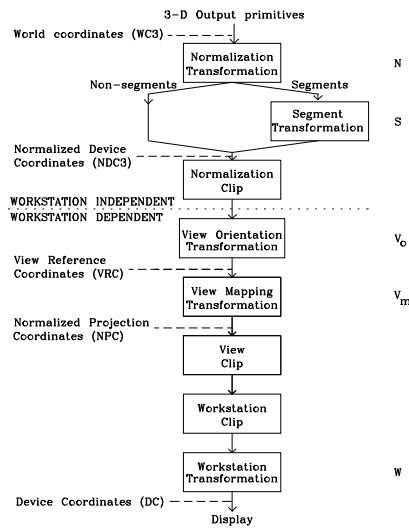 3-D Output primitives
World coordinates (WC3)
Normalization
Transformation
N
Non-segments
Segments
Segment
Transformation
S
Normalized Device
Coordinates (NDC3)
Normalization
Clip
WORKSTATION INDEPENDENT
WORKSTATION DEPENDENT
View Orientation
Transformation
Vo
View Reference
Coordinates (VRC)
View Mapping
Transformation
Vm
Normalized Projection
Coordinates (NPC)
View
Clip
Workstation
Clip
Workstation
Transformation
W
Device Coordinates (DC)
Display